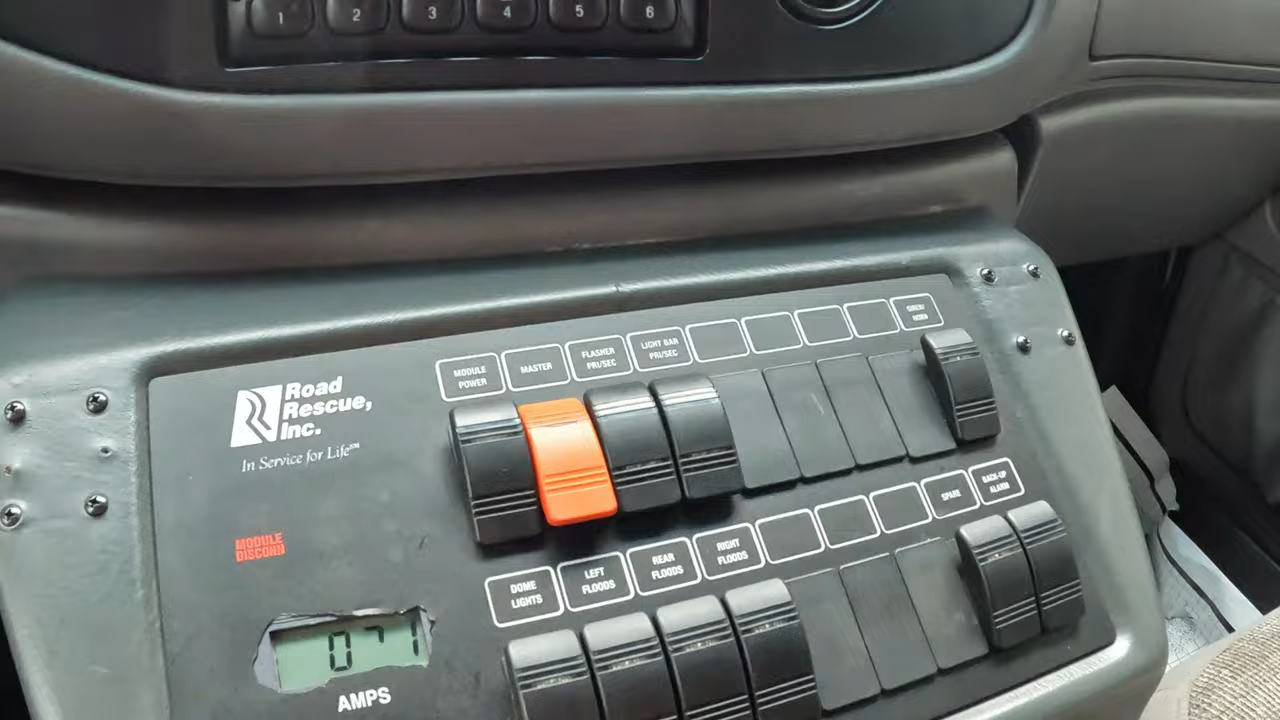 1 2 3 4 5 6
MODULE
POWER
MASTER
FLASHER
PRI/SEC
LIGHT BAR
PRI/SEC
SIREN/
HORN
Road
Rescue,
Inc.
In Service for Life℠
MODULE
DISCONN
DOME
LIGHTS
LEFT
FLOODS
REAR
FLOODS
RIGHT
FLOODS
SPARE
BACK-UP
ALARM
071
AMPS